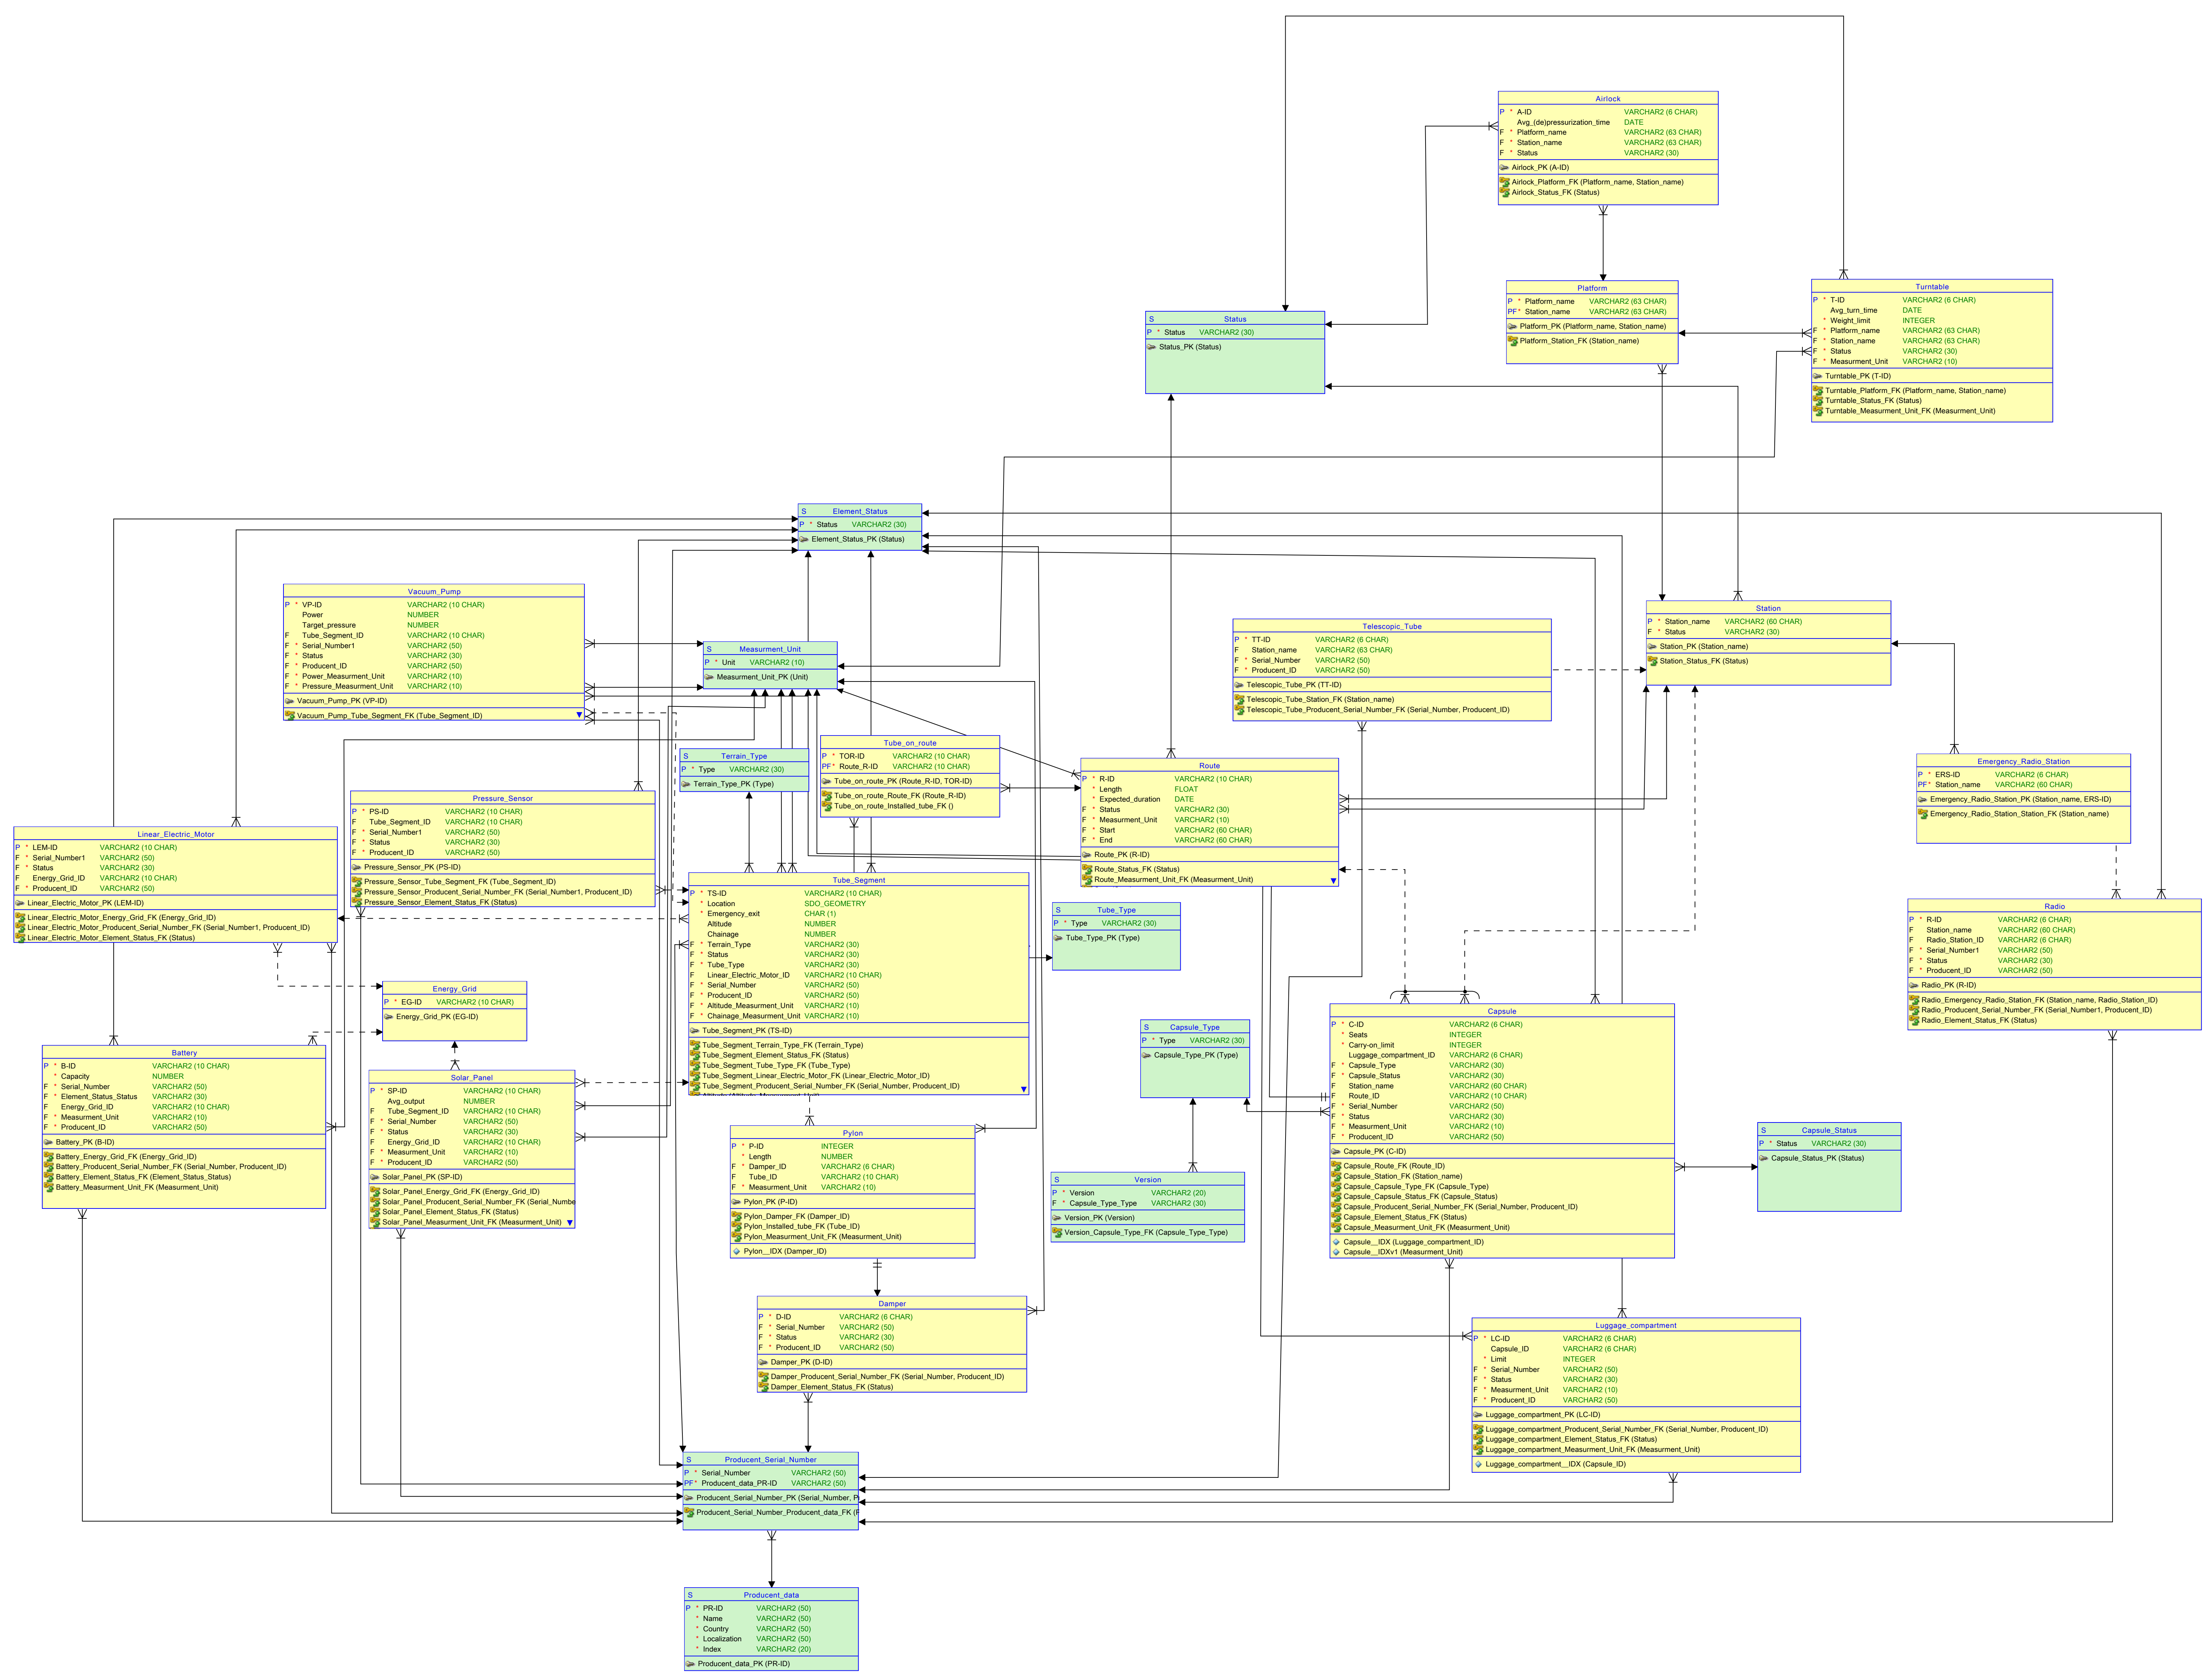 Airlock
P * A-ID VARCHAR2 (6 CHAR)
Avg_(de)pressurization_time DATE
F * Platform_name VARCHAR2 (63 CHAR)
F * Station_name VARCHAR2 (63 CHAR)
F * Status VARCHAR2 (30)
Airlock_PK (A-ID)
Airlock_Platform_FK (Platform_name, Station_name)
Airlock_Status_FK (Status)
Platform
P * Platform_name VARCHAR2 (63 CHAR)
PF* Station_name VARCHAR2 (63 CHAR)
Platform_PK (Platform_name, Station_name)
Platform_Station_FK (Station_name)
Turntable
P * T-ID VARCHAR2 (6 CHAR)
Avg_turn_time DATE
* Weight_limit INTEGER
F * Platform_name VARCHAR2 (63 CHAR)
F * Station_name VARCHAR2 (63 CHAR)
F * Status VARCHAR2 (30)
F * Measurment_Unit VARCHAR2 (10)
Turntable_PK (T-ID)
Turntable_Platform_FK (Platform_name, Station_name)
Turntable_Status_FK (Status)
Turntable_Measurment_Unit_FK (Measurment_Unit)
S Status
P * Status VARCHAR2 (30)
Status_PK (Status)
S Element_Status
P * Status VARCHAR2 (30)
Element_Status_PK (Status)
Vacuum_Pump
P * VP-ID VARCHAR2 (10 CHAR)
Power NUMBER
Target_pressure NUMBER
F Tube_Segment_ID VARCHAR2 (10 CHAR)
F * Serial_Number1 VARCHAR2 (50)
F * Status VARCHAR2 (30)
F * Producent_ID VARCHAR2 (50)
F * Power_Measurment_Unit VARCHAR2 (10)
F * Pressure_Measurment_Unit VARCHAR2 (10)
Vacuum_Pump_PK (VP-ID)
Vacuum_Pump_Tube_Segment_FK (Tube_Segment_ID)
S Measurment_Unit
P * Unit VARCHAR2 (10)
Measurment_Unit_PK (Unit)
Telescopic_Tube
P * TT-ID VARCHAR2 (6 CHAR)
F Station_name VARCHAR2 (63 CHAR)
F * Serial_Number VARCHAR2 (50)
F * Producent_ID VARCHAR2 (50)
Telescopic_Tube_PK (TT-ID)
Telescopic_Tube_Station_FK (Station_name)
Telescopic_Tube_Producent_Serial_Number_FK (Serial_Number, Producent_ID)
Station
P * Station_name VARCHAR2 (60 CHAR)
F * Status VARCHAR2 (30)
Station_PK (Station_name)
Station_Status_FK (Status)
S Terrain_Type
P * Type VARCHAR2 (30)
Terrain_Type_PK (Type)
Tube_on_route
P * TOR-ID VARCHAR2 (10 CHAR)
PF* Route_R-ID VARCHAR2 (10 CHAR)
Tube_on_route_PK (Route_R-ID, TOR-ID)
Tube_on_route_Route_FK (Route_R-ID)
Tube_on_route_Installed_tube_FK ()
Route
P * R-ID VARCHAR2 (10 CHAR)
* Length FLOAT
* Expected_duration DATE
F * Status VARCHAR2 (30)
F * Measurment_Unit VARCHAR2 (10)
F * Start VARCHAR2 (60 CHAR)
F * End VARCHAR2 (60 CHAR)
Route_PK (R-ID)
Route_Status_FK (Status)
Route_Measurment_Unit_FK (Measurment_Unit)
Emergency_Radio_Station
P * ERS-ID VARCHAR2 (6 CHAR)
PF* Station_name VARCHAR2 (60 CHAR)
Emergency_Radio_Station_PK (Station_name, ERS-ID)
Emergency_Radio_Station_Station_FK (Station_name)
Pressure_Sensor
P * PS-ID VARCHAR2 (10 CHAR)
F Tube_Segment_ID VARCHAR2 (10 CHAR)
F * Serial_Number1 VARCHAR2 (50)
F * Status VARCHAR2 (30)
F * Producent_ID VARCHAR2 (50)
Pressure_Sensor_PK (PS-ID)
Pressure_Sensor_Tube_Segment_FK (Tube_Segment_ID)
Pressure_Sensor_Producent_Serial_Number_FK (Serial_Number1, Producent_ID)
Pressure_Sensor_Element_Status_FK (Status)
Linear_Electric_Motor
P * LEM-ID VARCHAR2 (10 CHAR)
F * Serial_Number1 VARCHAR2 (50)
F * Status VARCHAR2 (30)
F Energy_Grid_ID VARCHAR2 (10 CHAR)
F * Producent_ID VARCHAR2 (50)
Linear_Electric_Motor_PK (LEM-ID)
Linear_Electric_Motor_Energy_Grid_FK (Energy_Grid_ID)
Linear_Electric_Motor_Producent_Serial_Number_FK (Serial_Number1, Producent_ID)
Linear_Electric_Motor_Element_Status_FK (Status)
Tube_Segment
P * TS-ID VARCHAR2 (10 CHAR)
* Location SDO_GEOMETRY
* Emergency_exit CHAR (1)
Altitude NUMBER
Chainage NUMBER
F * Terrain_Type VARCHAR2 (30)
F * Status VARCHAR2 (30)
F * Tube_Type VARCHAR2 (30)
F Linear_Electric_Motor_ID VARCHAR2 (10 CHAR)
F * Serial_Number VARCHAR2 (50)
F * Producent_ID VARCHAR2 (50)
F * Altitude_Measurment_Unit VARCHAR2 (10)
F * Chainage_Measurment_Unit VARCHAR2 (10)
Tube_Segment_PK (TS-ID)
Tube_Segment_Terrain_Type_FK (Terrain_Type)
Tube_Segment_Element_Status_FK (Status)
Tube_Segment_Tube_Type_FK (Tube_Type)
Tube_Segment_Linear_Electric_Motor_FK (Linear_Electric_Motor_ID)
Tube_Segment_Producent_Serial_Number_FK (Serial_Number, Producent_ID)
S Tube_Type
P * Type VARCHAR2 (30)
Tube_Type_PK (Type)
Radio
P * R-ID VARCHAR2 (6 CHAR)
F Station_name VARCHAR2 (60 CHAR)
F Radio_Station_ID VARCHAR2 (6 CHAR)
F * Serial_Number1 VARCHAR2 (50)
F * Status VARCHAR2 (30)
F * Producent_ID VARCHAR2 (50)
Radio_PK (R-ID)
Radio_Emergency_Radio_Station_FK (Station_name, Radio_Station_ID)
Radio_Producent_Serial_Number_FK (Serial_Number1, Producent_ID)
Radio_Element_Status_FK (Status)
Energy_Grid
P * EG-ID VARCHAR2 (10 CHAR)
Energy_Grid_PK (EG-ID)
Battery
P * B-ID VARCHAR2 (10 CHAR)
* Capacity NUMBER
F * Serial_Number VARCHAR2 (50)
F * Element_Status_Status VARCHAR2 (30)
F Energy_Grid_ID VARCHAR2 (10 CHAR)
F * Measurment_Unit VARCHAR2 (10)
F * Producent_ID VARCHAR2 (50)
Battery_PK (B-ID)
Battery_Energy_Grid_FK (Energy_Grid_ID)
Battery_Producent_Serial_Number_FK (Serial_Number, Producent_ID)
Battery_Element_Status_FK (Element_Status_Status)
Battery_Measurment_Unit_FK (Measurment_Unit)
Solar_Panel
P * SP-ID VARCHAR2 (10 CHAR)
Avg_output NUMBER
F Tube_Segment_ID VARCHAR2 (10 CHAR)
F * Serial_Number VARCHAR2 (50)
F * Status VARCHAR2 (30)
F Energy_Grid_ID VARCHAR2 (10 CHAR)
F * Measurment_Unit VARCHAR2 (10)
F * Producent_ID VARCHAR2 (50)
Solar_Panel_PK (SP-ID)
Solar_Panel_Energy_Grid_FK (Energy_Grid_ID)
Solar_Panel_Producent_Serial_Number_FK (Serial_Numbe
Solar_Panel_Element_Status_FK (Status)
Solar_Panel_Measurment_Unit_FK (Measurment_Unit)
Pylon
P * P-ID INTEGER
* Length NUMBER
F * Damper_ID VARCHAR2 (6 CHAR)
F Tube_ID VARCHAR2 (10 CHAR)
F * Measurment_Unit VARCHAR2 (10)
Pylon_PK (P-ID)
Pylon_Damper_FK (Damper_ID)
Pylon_Installed_tube_FK (Tube_ID)
Pylon_Measurment_Unit_FK (Measurment_Unit)
Pylon__IDX (Damper_ID)
S Capsule_Type
P * Type VARCHAR2 (30)
Capsule_Type_PK (Type)
S Version
P * Version VARCHAR2 (20)
F * Capsule_Type_Type VARCHAR2 (30)
Version_PK (Version)
Version_Capsule_Type_FK (Capsule_Type_Type)
Capsule
P * C-ID VARCHAR2 (6 CHAR)
* Seats INTEGER
* Carry-on_limit INTEGER
Luggage_compartment_ID VARCHAR2 (6 CHAR)
F * Capsule_Type VARCHAR2 (30)
F * Capsule_Status VARCHAR2 (30)
F Station_name VARCHAR2 (60 CHAR)
F Route_ID VARCHAR2 (10 CHAR)
F * Serial_Number VARCHAR2 (50)
F * Status VARCHAR2 (30)
F * Measurment_Unit VARCHAR2 (10)
F * Producent_ID VARCHAR2 (50)
Capsule_PK (C-ID)
Capsule_Route_FK (Route_ID)
Capsule_Station_FK (Station_name)
Capsule_Capsule_Type_FK (Capsule_Type)
Capsule_Capsule_Status_FK (Capsule_Status)
Capsule_Producent_Serial_Number_FK (Serial_Number, Producent_ID)
Capsule_Element_Status_FK (Status)
Capsule_Measurment_Unit_FK (Measurment_Unit)
Capsule__IDX (Luggage_compartment_ID)
Capsule__IDXv1 (Measurment_Unit)
S Capsule_Status
P * Status VARCHAR2 (30)
Capsule_Status_PK (Status)
Damper
P * D-ID VARCHAR2 (6 CHAR)
F * Serial_Number VARCHAR2 (50)
F * Status VARCHAR2 (30)
F * Producent_ID VARCHAR2 (50)
Damper_PK (D-ID)
Damper_Producent_Serial_Number_FK (Serial_Number, Producent_ID)
Damper_Element_Status_FK (Status)
Luggage_compartment
P * LC-ID VARCHAR2 (6 CHAR)
Capsule_ID VARCHAR2 (6 CHAR)
* Limit INTEGER
F * Serial_Number VARCHAR2 (50)
F * Status VARCHAR2 (30)
F * Measurment_Unit VARCHAR2 (10)
F * Producent_ID VARCHAR2 (50)
Luggage_compartment_PK (LC-ID)
Luggage_compartment_Producent_Serial_Number_FK (Serial_Number, Producent_ID)
Luggage_compartment_Element_Status_FK (Status)
Luggage_compartment_Measurment_Unit_FK (Measurment_Unit)
Luggage_compartment__IDX (Capsule_ID)
S Producent_Serial_Number
P * Serial_Number VARCHAR2 (50)
PF* Producent_data_PR-ID VARCHAR2 (50)
Producent_Serial_Number_PK (Serial_Number, P
Producent_Serial_Number_Producent_data_FK (F
S Producent_data
P * PR-ID VARCHAR2 (50)
* Name VARCHAR2 (50)
* Country VARCHAR2 (50)
* Localization VARCHAR2 (50)
* Index VARCHAR2 (20)
Producent_data_PK (PR-ID)